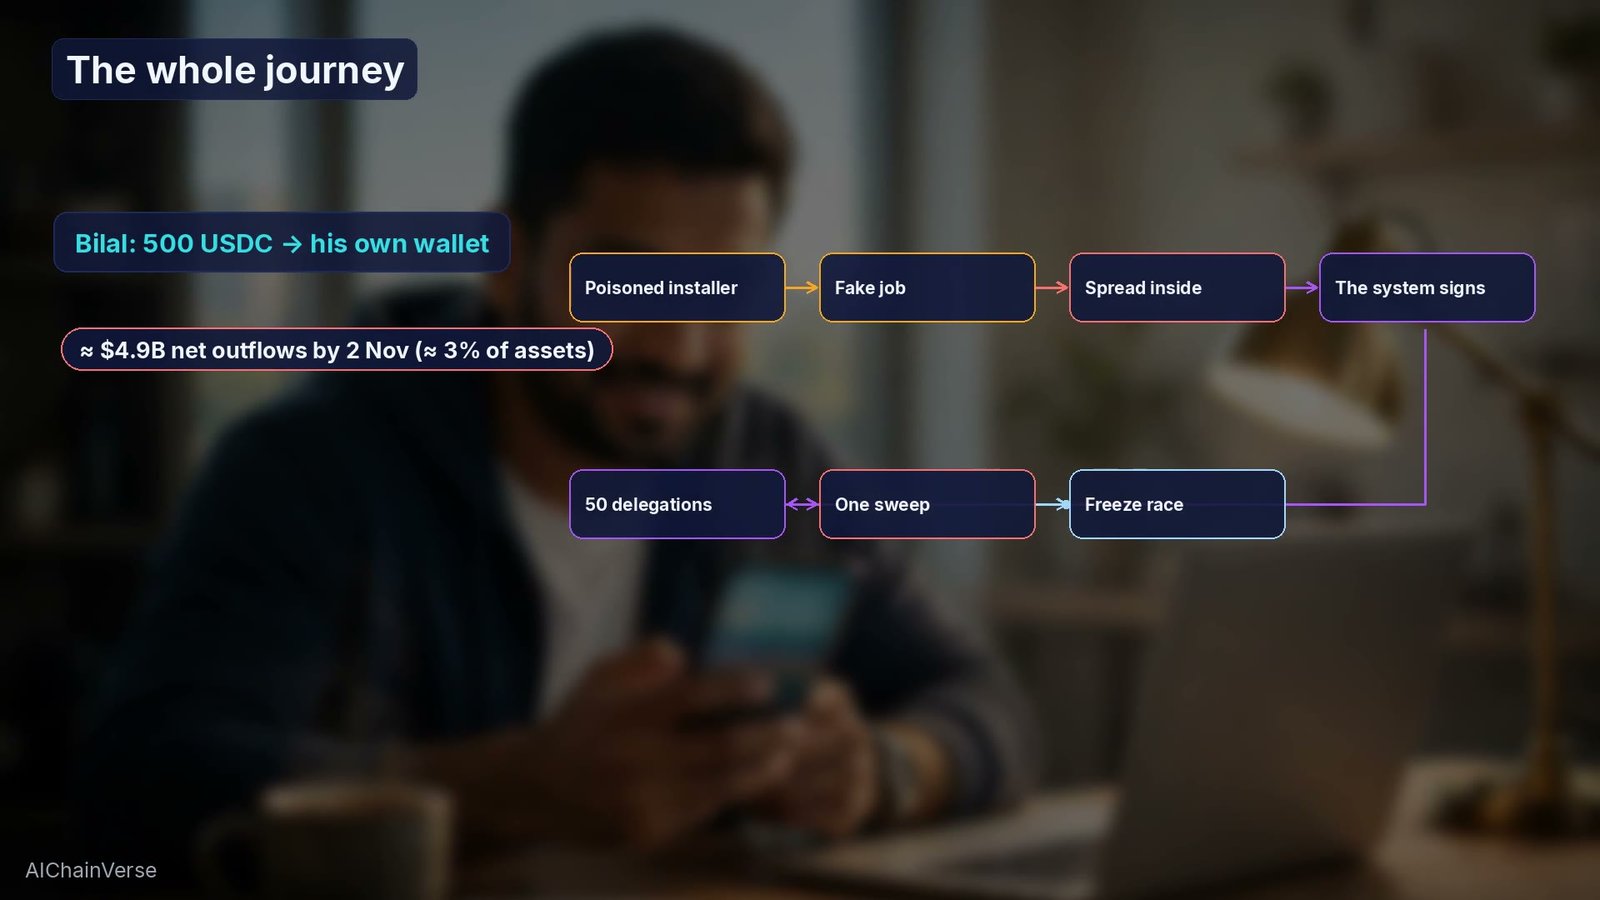 The whole journey
Bilal: 500 USDC → his own wallet
≈ $4.9B net outflows by 2 Nov (≈ 3% of assets)
Poisoned installer
Fake job
Spread inside
The system signs
50 delegations
One sweep
Freeze race
AIChainVerse